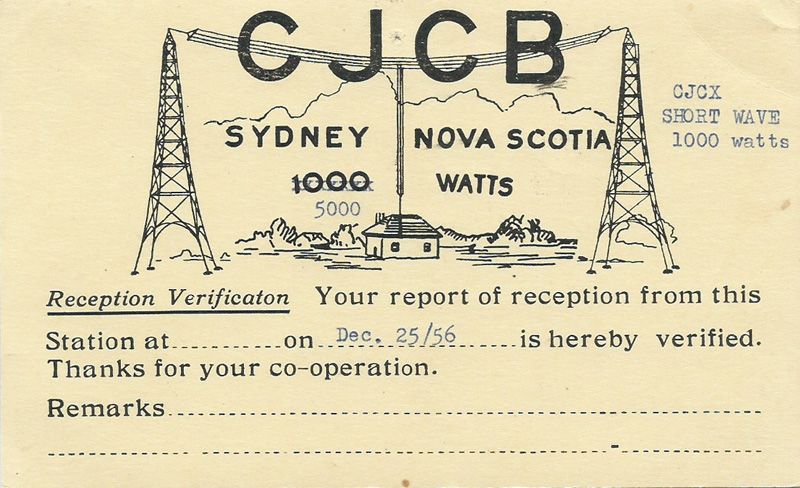 CJCB
SYDNEY NOVA SCOTIA
1000 WATTS
5000
CJCX
SHORT WAVE
1000 watts
Reception Verificaton Your report of reception from this
Station at............on...Dec. 25/56.......is hereby verified.
Thanks for your co-operation.
Remarks